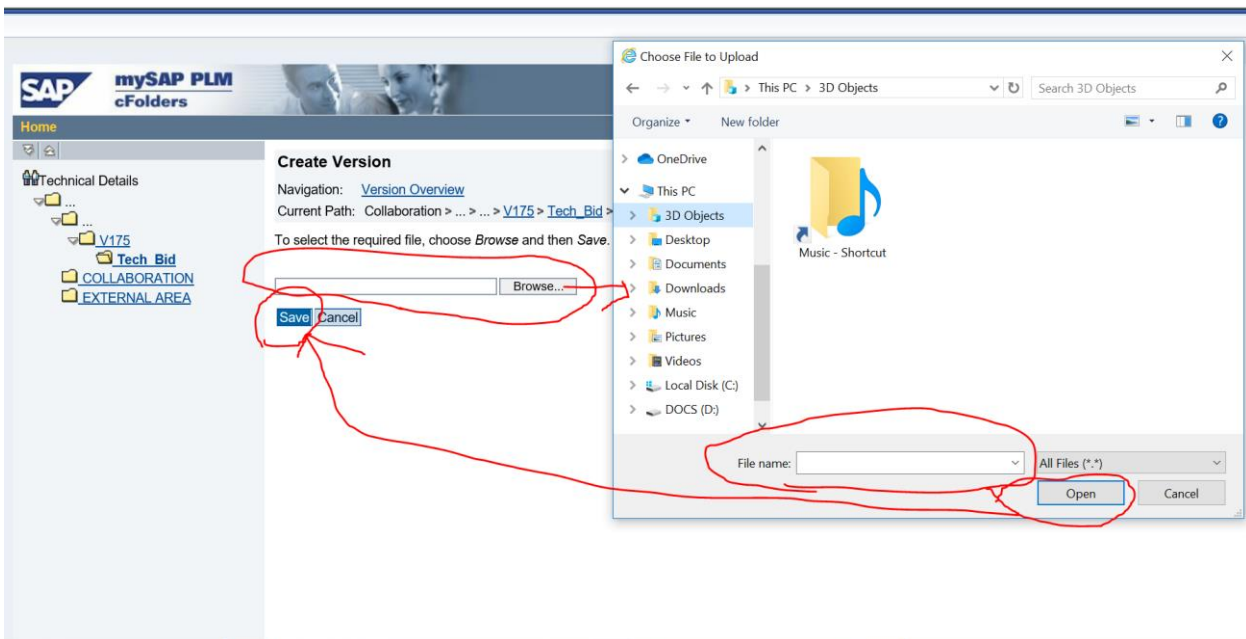 SAP
mySAP PLM
cFolders
Home
Technical Details
...
...
V175
Tech_Bid
COLLABORATION
EXTERNAL AREA
Create Version
Navigation: Version Overview
Current Path: Collaboration > ... > ... > V175 > Tech_Bid >
To select the required file, choose Browse and then Save.
Browse...
Save Cancel
Choose File to Upload
This PC > 3D Objects
Search 3D Objects
Organize New folder
OneDrive
This PC
3D Objects
Desktop
Documents
Downloads
Music
Pictures
Videos
Local Disk (C:)
DOCS (D:)
Music - Shortcut
File name: All Files (*.*)
Open Cancel